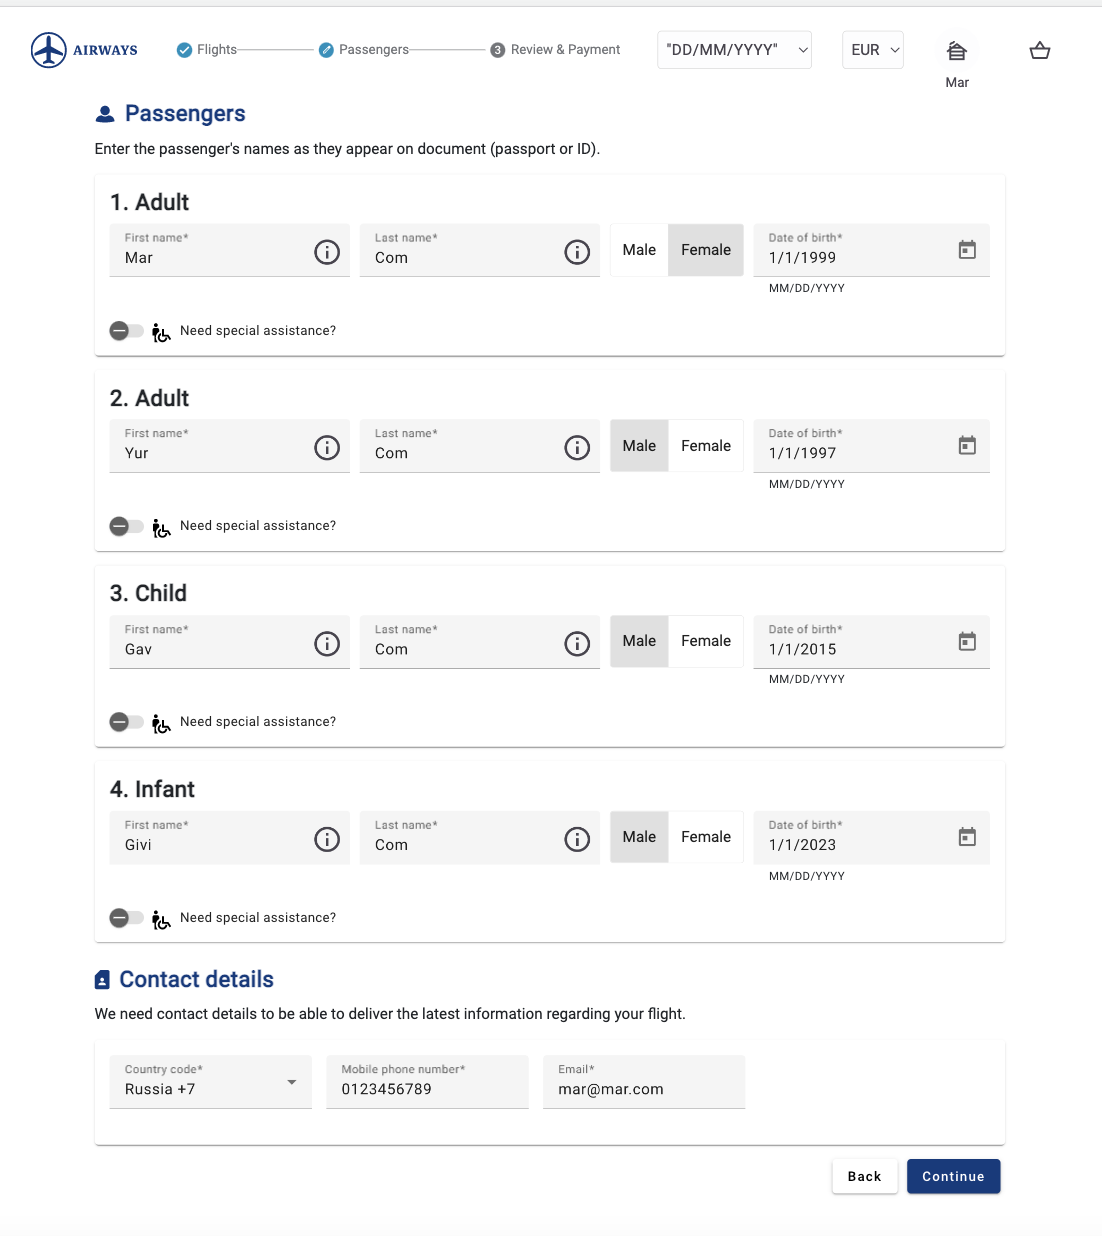 AIRWAYS Flights Passengers 3 Review & Payment "DD/MM/YYYY" EUR
Mar
Passengers
Enter the passenger's names as they appear on document (passport or ID).
1. Adult
First name* Last name* Male Female Date of birth*
Mar Com 1/1/1999
MM/DD/YYYY
Need special assistance?
2. Adult
First name* Last name* Male Female Date of birth*
Yur Com 1/1/1997
MM/DD/YYYY
Need special assistance?
3. Child
First name* Last name* Male Female Date of birth*
Gav Com 1/1/2015
MM/DD/YYYY
Need special assistance?
4. Infant
First name* Last name* Male Female Date of birth*
Givi Com 1/1/2023
MM/DD/YYYY
Need special assistance?
Contact details
We need contact details to be able to deliver the latest information regarding your flight.
Country code* Mobile phone number* Email*
Russia +7 0123456789 mar@mar.com
Back Continue